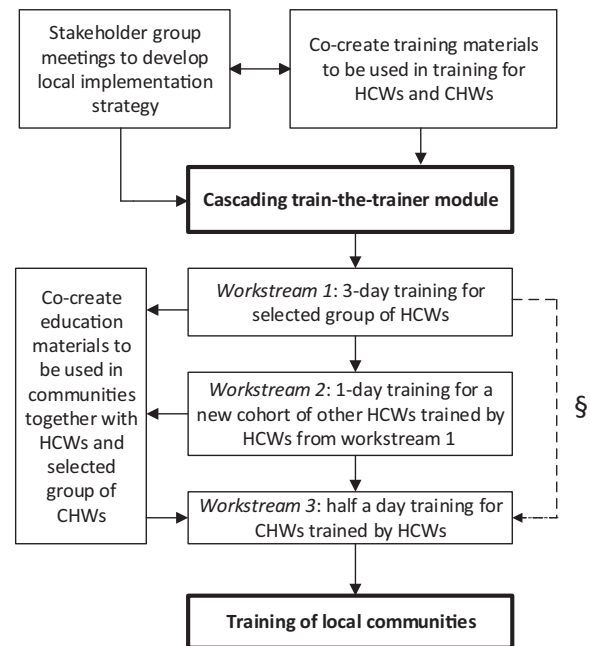 Stakeholder group
meetings to develop
local implementation
strategy
Co-create training materials
to be used in training for
HCWs and CHWs
Cascading train-the-trainer module
Workstream 1: 3-day training for
selected group of HCWs
Co-create
education
materials to
be used in
communities
together with
HCWs and
selected
group of
CHWs
Workstream 2: 1-day training for a
new cohort of other HCWs trained by
HCWs from workstream 1
§
Workstream 3: half a day training for
CHWs trained by HCWs
Training of local communities